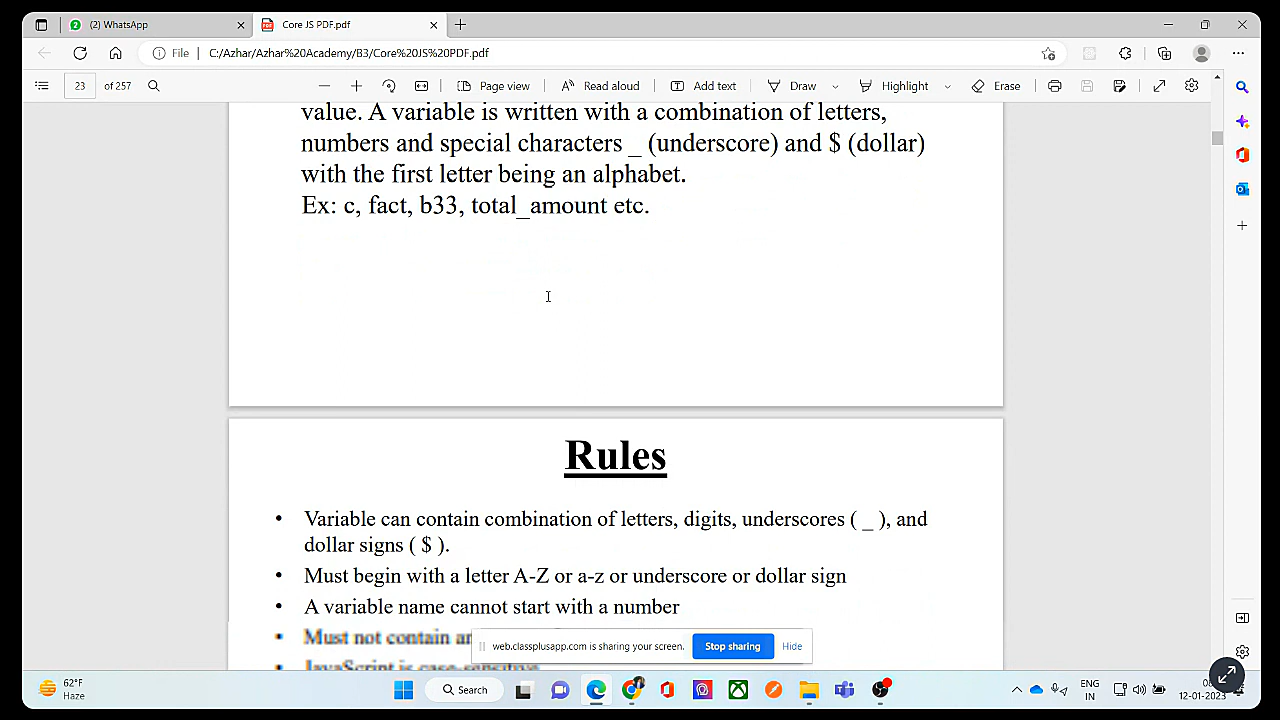 (2) WhatsApp
Core JS PDF.pdf
File
C:/Azhar/Azhar%20Academy/B3/Core%20JS%20PDF.pdf
23 of 257
Page view
Read aloud
Add text
Draw
Highlight
Erase
value. A variable is written with a combination of letters,
numbers and special characters _ (underscore) and $ (dollar)
with the first letter being an alphabet.
Ex: c, fact, b33, total_amount etc.
Rules
• Variable can contain combination of letters, digits, underscores ( _ ), and
dollar signs ( $ ).
• Must begin with a letter A-Z or a-z or underscore or dollar sign
• A variable name cannot start with a number
• Must not contain
• JavaScript is case-sensitive
web.classplusapp.com is sharing your screen.
Stop sharing
Hide
62°F
Haze
Search
ENG
IN
12-01-2023